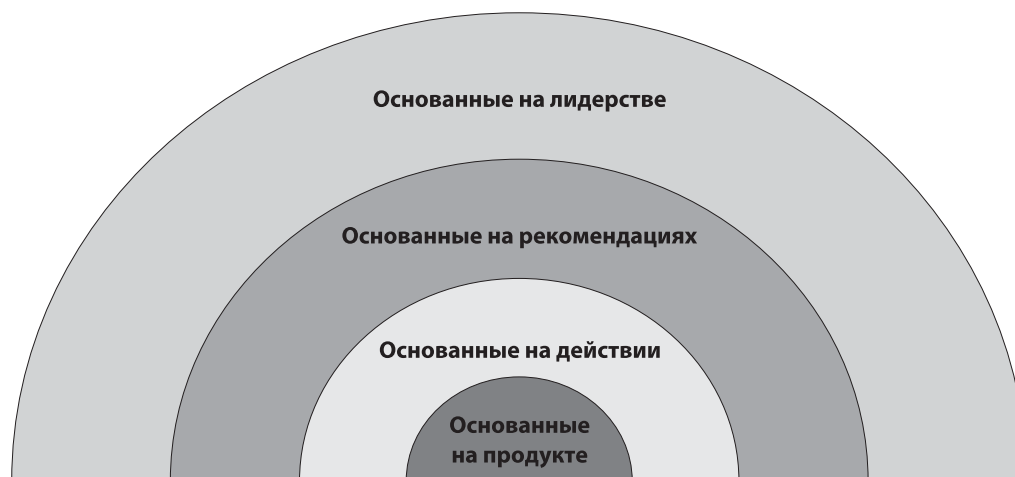 Основанные на лидерстве
Основанные на рекомендациях
Основанные на действии
Основанные
на продукте